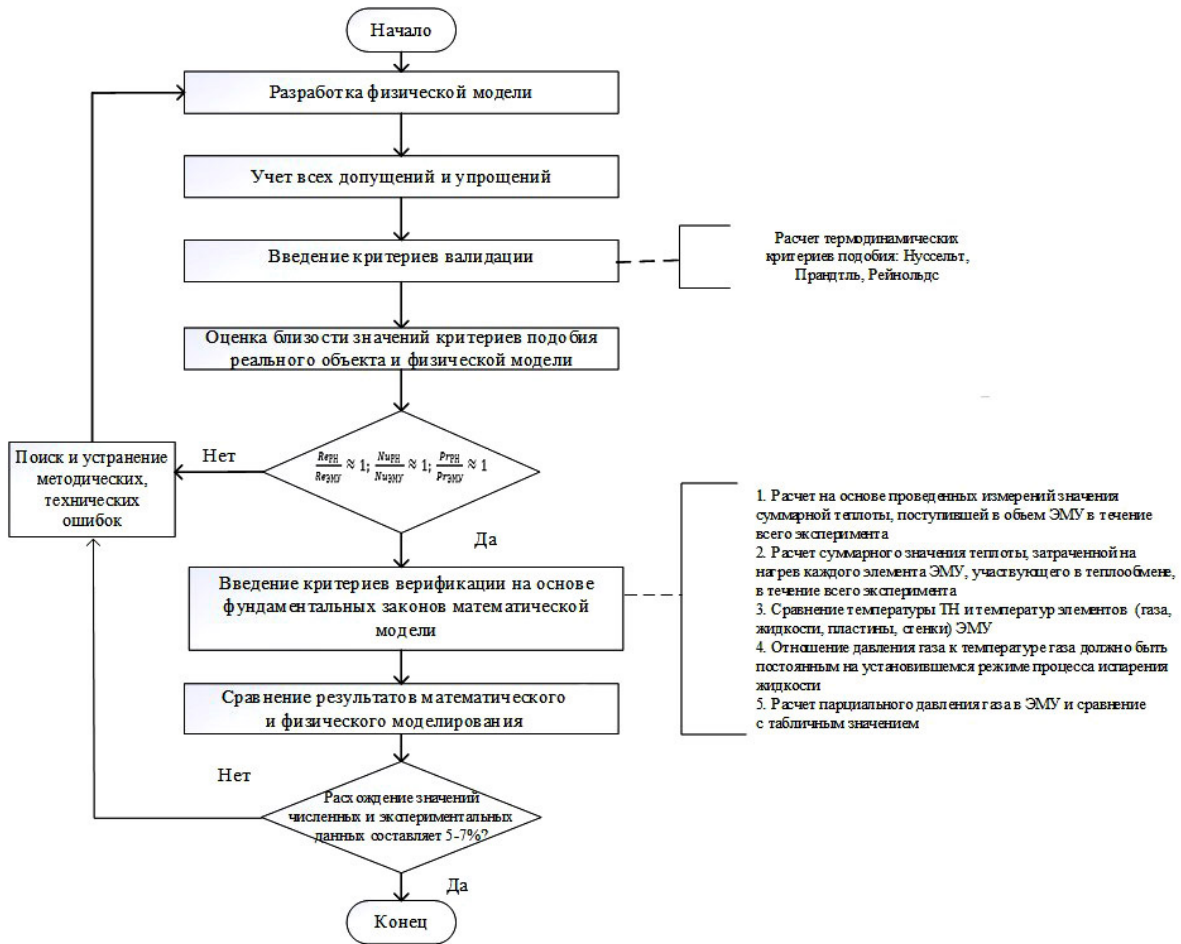 Начало
Разработка физической модели
Учет всех допущений и упрощений
Введение критериев валидации
Расчет термодинамических
критериев подобия: Нуссельт,
Прандтль, Рейнольдс
Оценка близости значений критериев подобия
реального объекта и физической модели
Re_РН/Re_ЭМУ ≈ 1; Nu_РН/Nu_ЭМУ ≈ 1; Pr_РН/Pr_ЭМУ ≈ 1
Нет
Поиск и устранение
методических,
технических
ошибок
Да
Введение критериев верификации на основе
фундаментальных законов математической
модели
1. Расчет на основе проведенных измерений значения
суммарной теплоты, поступившей в объем ЭМУ в течение
всего эксперимента
2. Расчет суммарного значения теплоты, затраченной на
нагрев каждого элемента ЭМУ, участвующего в теплообмене,
в течение всего эксперимента
3. Сравнение температуры ТН и температур элементов (газа,
жидкости, пластины, стенки) ЭМУ
4. Отношение давления газа к температуре газа должно быть
постоянным на установившемся режиме процесса испарения
жидкости
5. Расчет парциального давления газа в ЭМУ и сравнение
с табличным значением
Сравнение результатов математического
и физического моделирования
Нет
Расхождение значений
численных и экспериментальных
данных составляет 5-7%?
Да
Конец